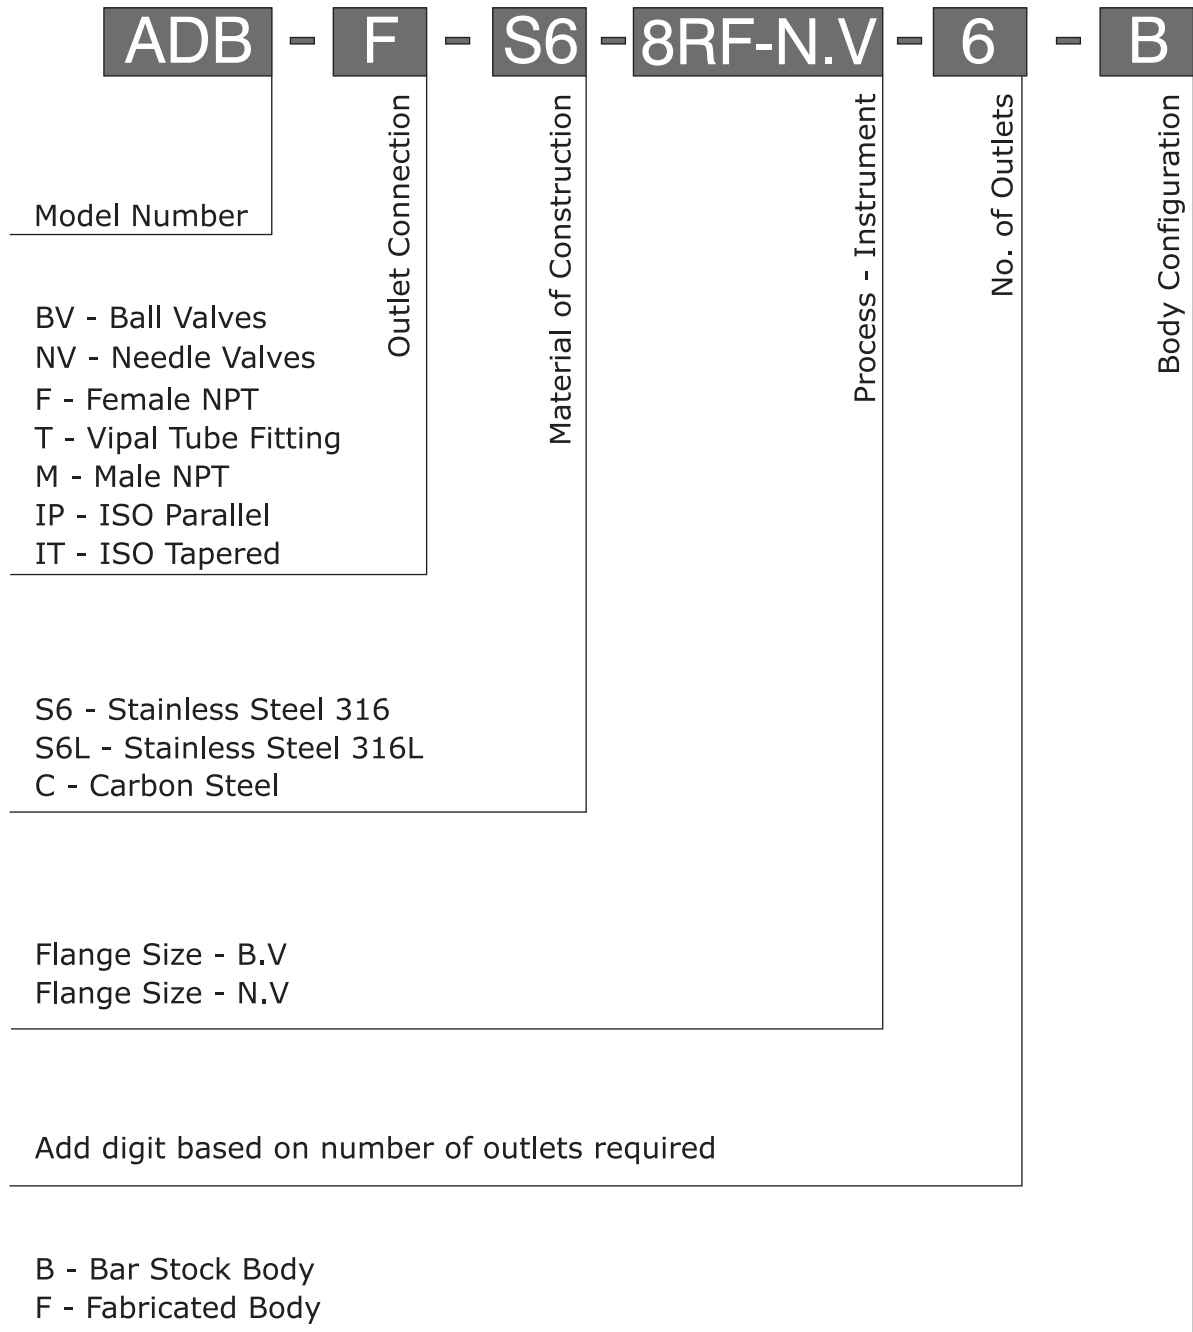 ADB - F - S6 - 8RF-N.V - 6 - B
Outlet Connection
Material of Construction
Process - Instrument
No. of Outlets
Body Configuration
Model Number
BV - Ball Valves
NV - Needle Valves
F - Female NPT
T - Vipal Tube Fitting
M - Male NPT
IP - ISO Parallel
IT - ISO Tapered
S6 - Stainless Steel 316
S6L - Stainless Steel 316L
C - Carbon Steel
Flange Size - B.V
Flange Size - N.V
Add digit based on number of outlets required
B - Bar Stock Body
F - Fabricated Body